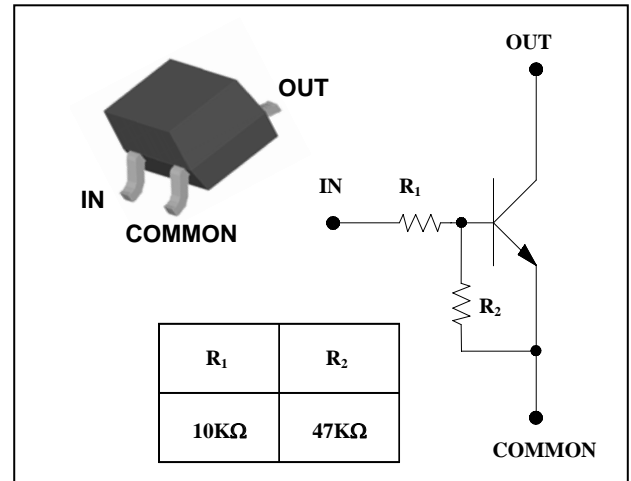 OUT
IN
COMMON
OUT
IN R₁
R₂
COMMON
R₁ R₂
10KΩ 47KΩ